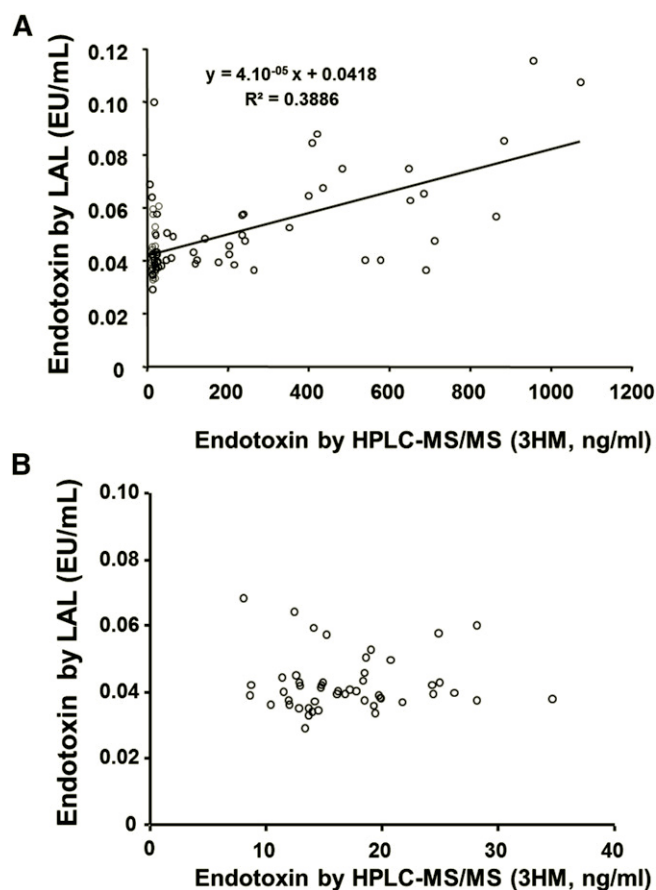 A
Endotoxin by LAL (EU/mL)
0.12
0.10
0.08
0.06
0.04
0.02
0
y = 4.10-05 x + 0.0418
R² = 0.3886
0 200 400 600 800 1000 1200
Endotoxin by HPLC-MS/MS (3HM, ng/ml)
B
Endotoxin by LAL (EU/mL)
0.10
0.08
0.06
0.04
0.02
0
0 10 20 30 40
Endotoxin by HPLC-MS/MS (3HM, ng/ml)